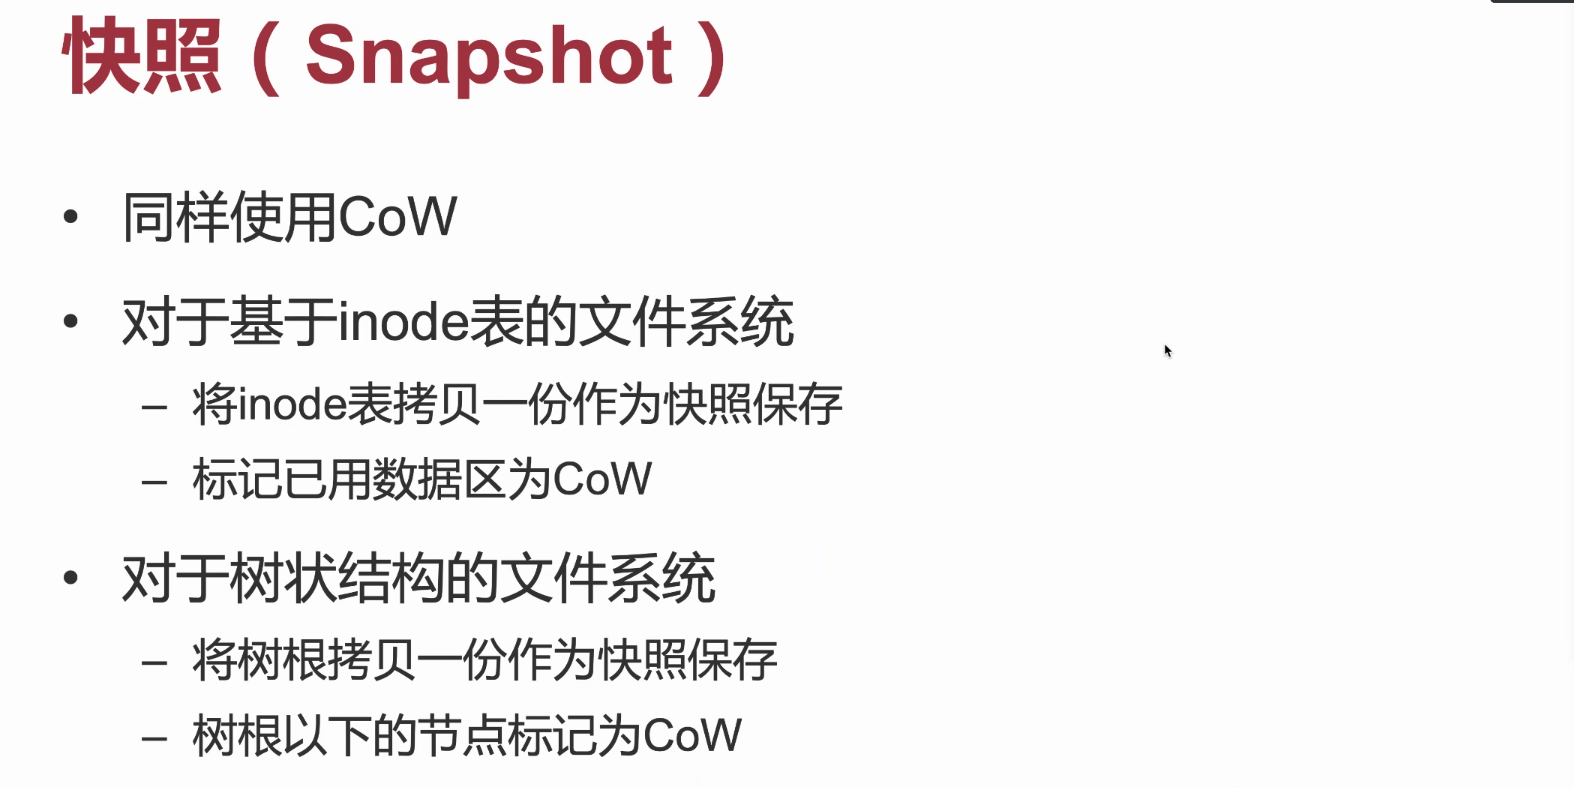 快照（Snapshot）
• 同样使用CoW
• 对于基于inode表的文件系统
– 将inode表拷贝一份作为快照保存
– 标记已用数据区为CoW
• 对于树状结构的文件系统
– 将树根拷贝一份作为快照保存
– 树根以下的节点标记为CoW